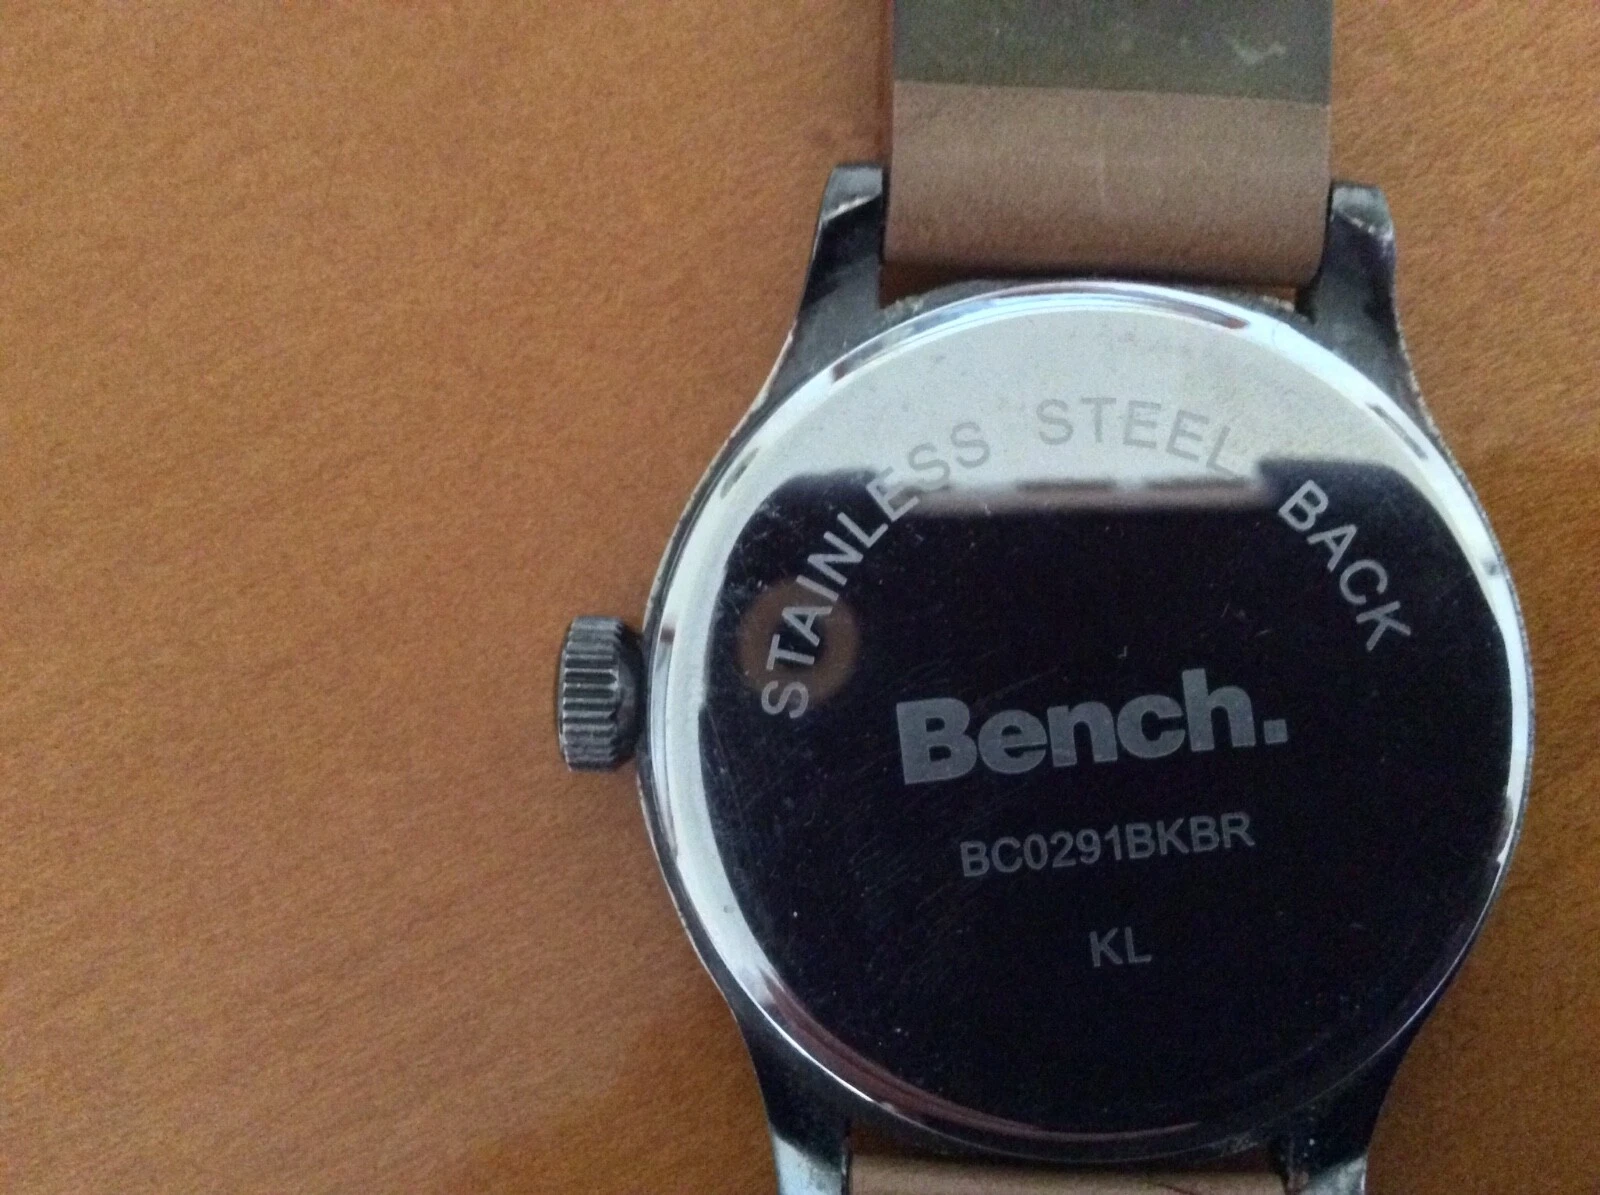 STAINLESS STEEL BACK
Bench.
BC0291BKBR
KL